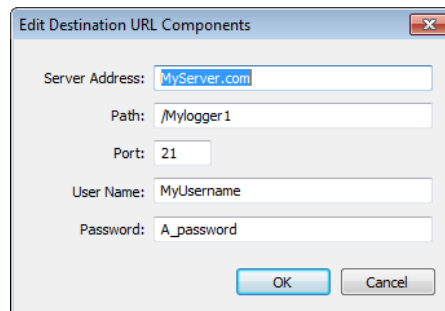 Edit Destination URL Components
Server Address: MyServer.com
Path: /Mylogger1
Port: 21
User Name: MyUsername
Password: A_password
OK Cancel